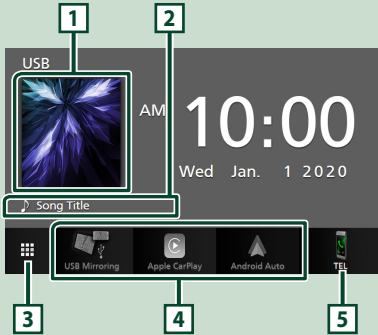 1
2
USB
AM 10:00
Wed Jan. 1 2020
♪ Song Title
USB Mirroring Apple CarPlay Android Auto TEL
3
4
5